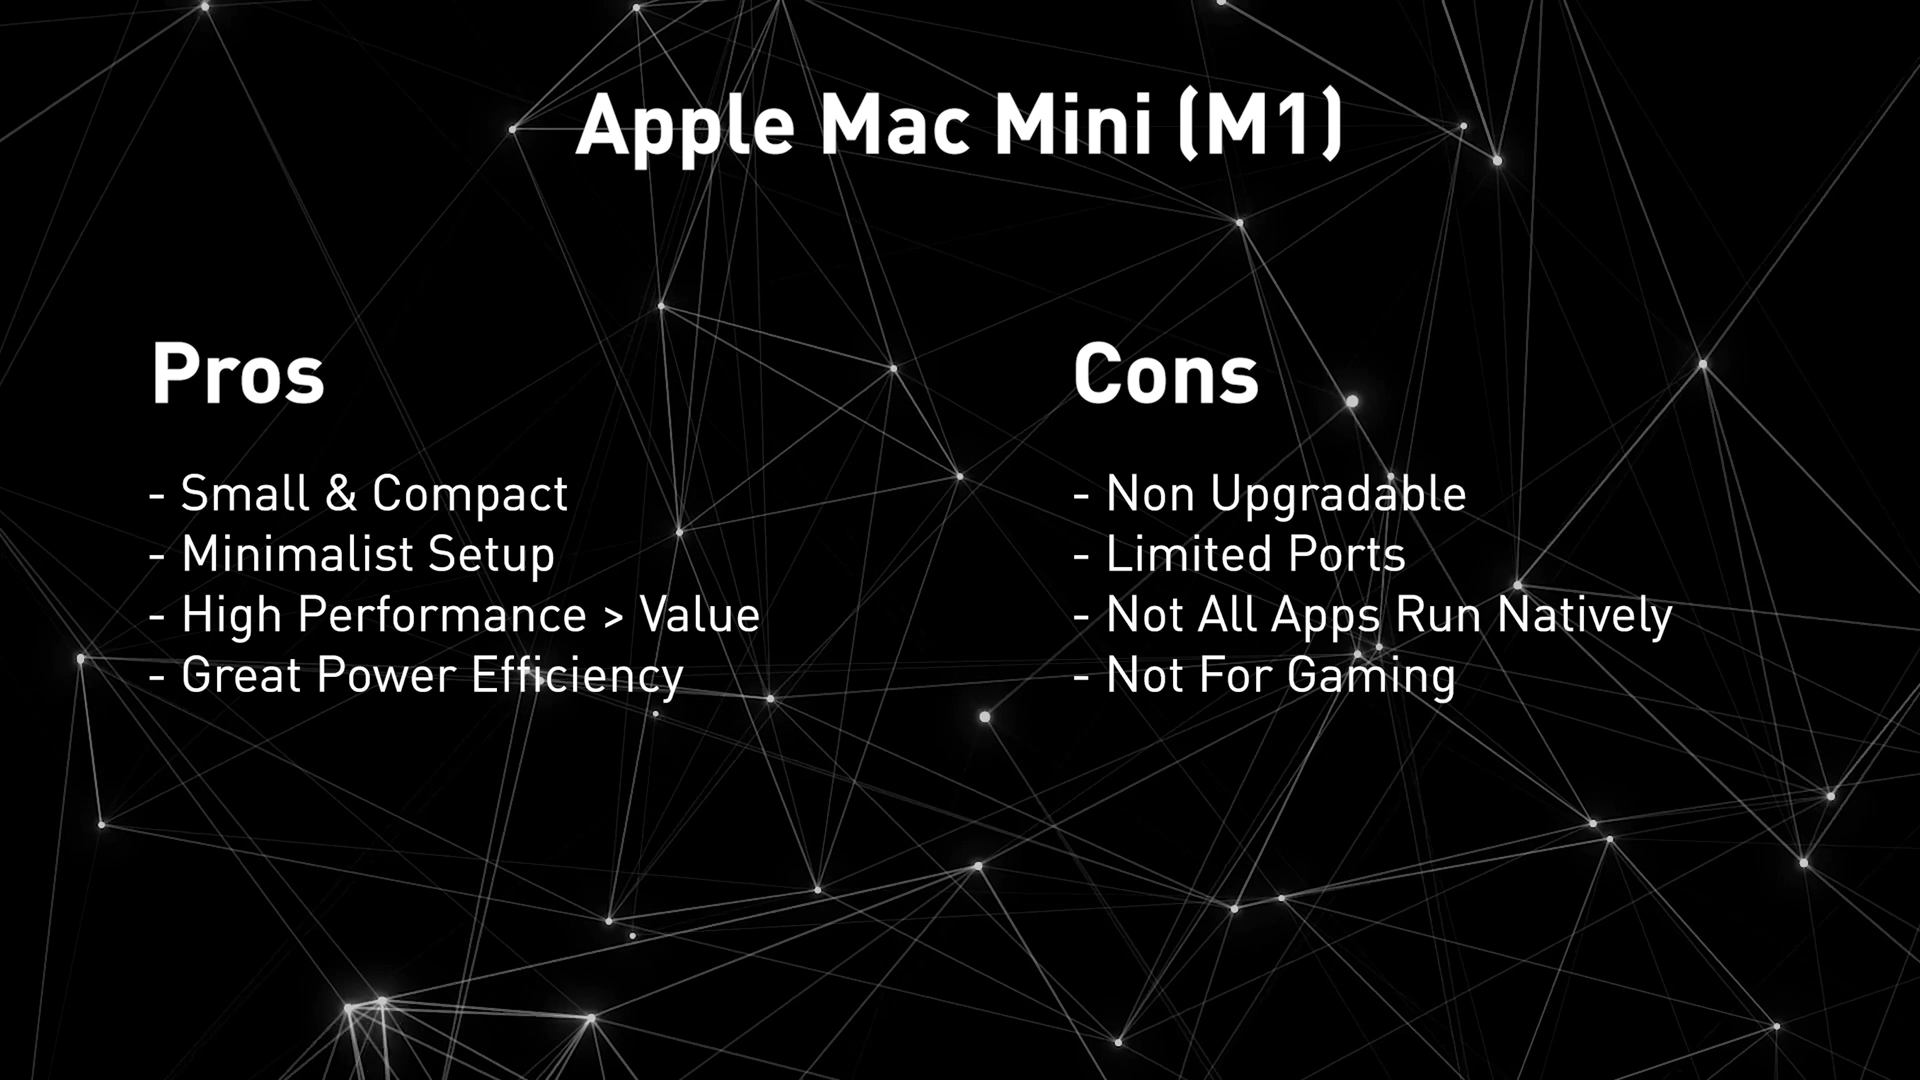 Apple Mac Mini (M1)
Pros
- Small & Compact
- Minimalist Setup
- High Performance > Value
- Great Power Efficiency
Cons
- Non Upgradable
- Limited Ports
- Not All Apps Run Natively
- Not For Gaming